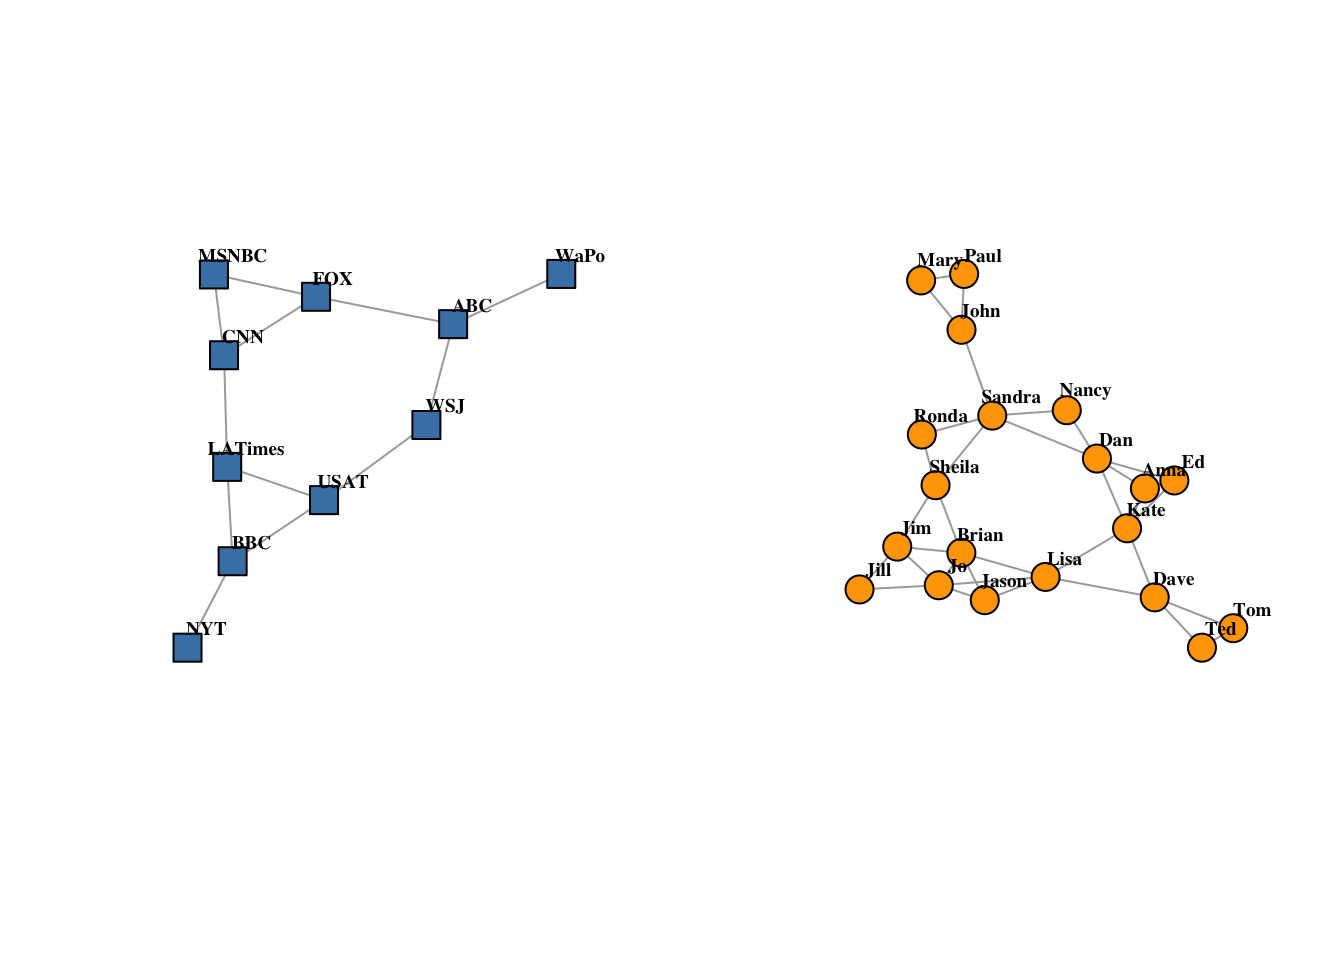 MSNBC
FOX
WaPo
ABC
CNN
WSJ
LATimes
USAT
BBC
NYT
Mary
Paul
John
Sandra
Nancy
Ronda
Dan
Sheila
Anna
Ed
Kate
Jim
Brian
Jill
Jo
Jason
Lisa
Dave
Tom
Ted